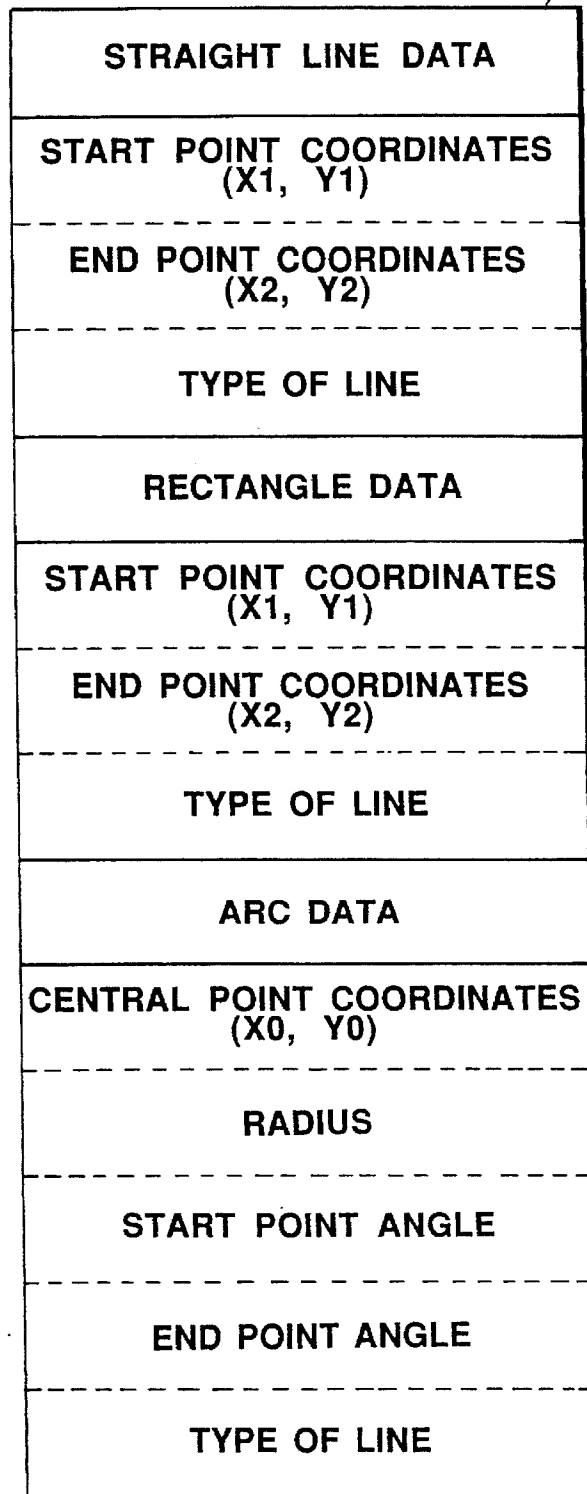 STRAIGHT LINE DATA
START POINT COORDINATES
(X1, Y1)
END POINT COORDINATES
(X2, Y2)
TYPE OF LINE
RECTANGLE DATA
START POINT COORDINATES
(X1, Y1)
END POINT COORDINATES
(X2, Y2)
TYPE OF LINE
ARC DATA
CENTRAL POINT COORDINATES
(X0, Y0)
RADIUS
START POINT ANGLE
END POINT ANGLE
TYPE OF LINE